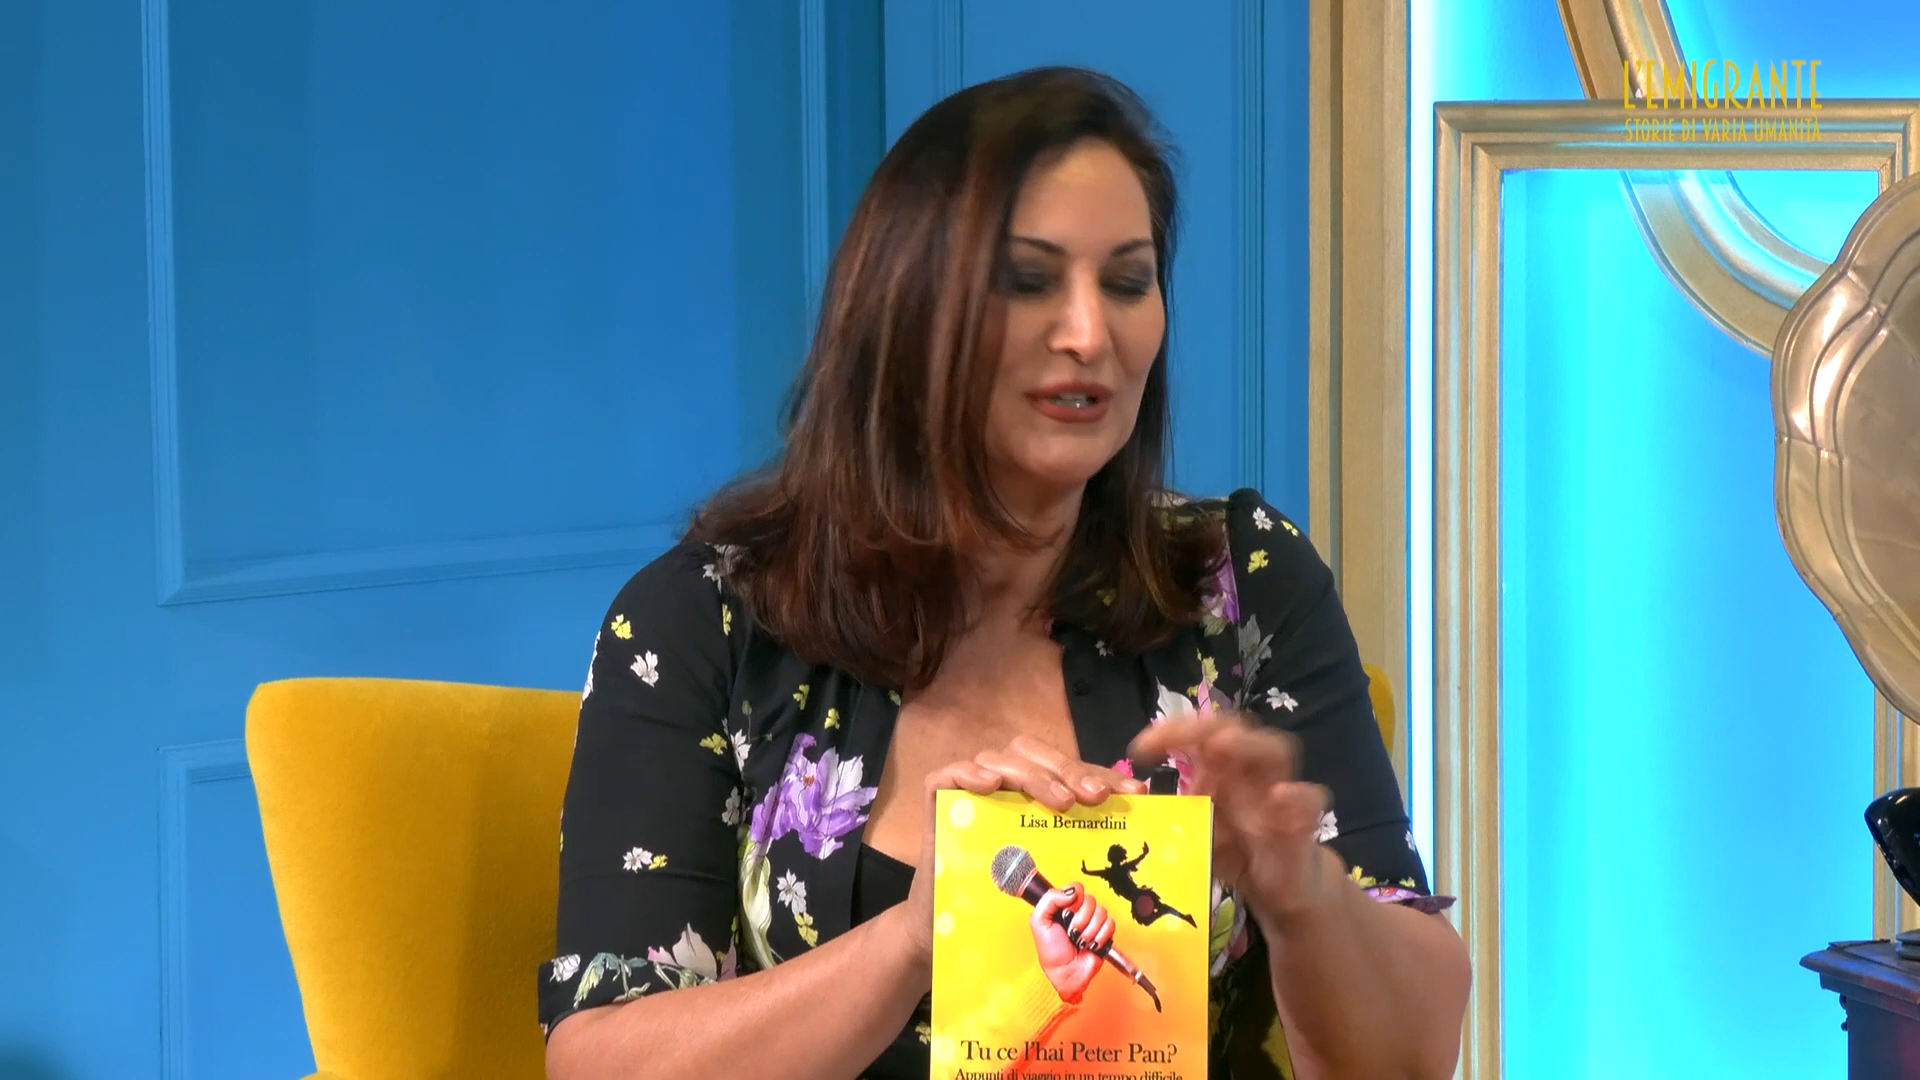 L'EMIGRANTE
STORIE DI VARIA UMANITÀ
Lisa Bernardini
Tu ce l'hai Peter Pan?
Appunti di viaggio in un tempo difficile